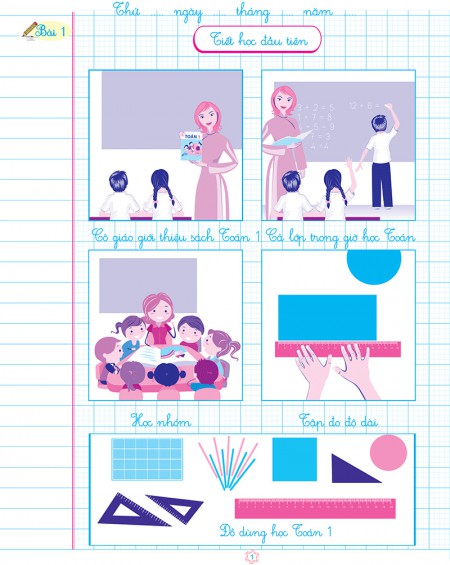 Thứ ngày tháng năm
Bài 1
Tiết học đầu tiên
TOÁN 1
Cô giáo giới thiệu sách Toán 1
Cả lớp trong giờ học Toán
Học nhóm
Tập đo độ dài
Đồ dùng học Toán 1
1